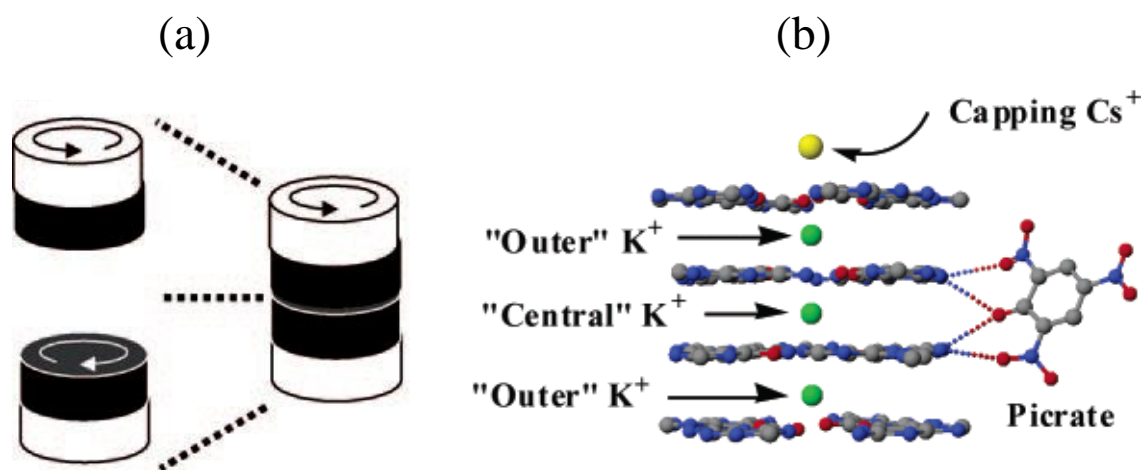 (a)
(b)
Capping Cs⁺
"Outer" K⁺
"Central" K⁺
"Outer" K⁺
Picrate